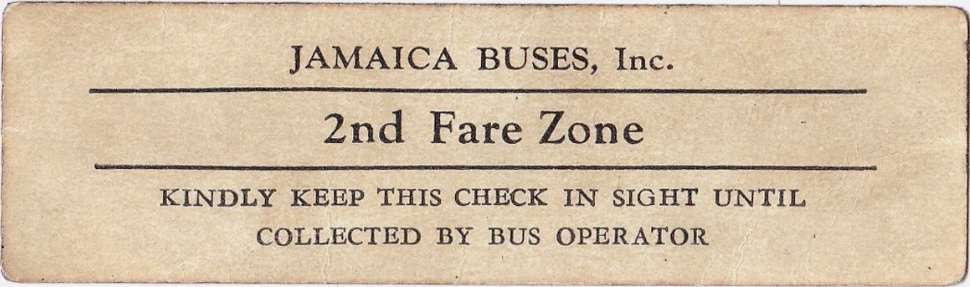 JAMAICA BUSES, Inc.
2nd Fare Zone
KINDLY KEEP THIS CHECK IN SIGHT UNTIL
COLLECTED BY BUS OPERATOR